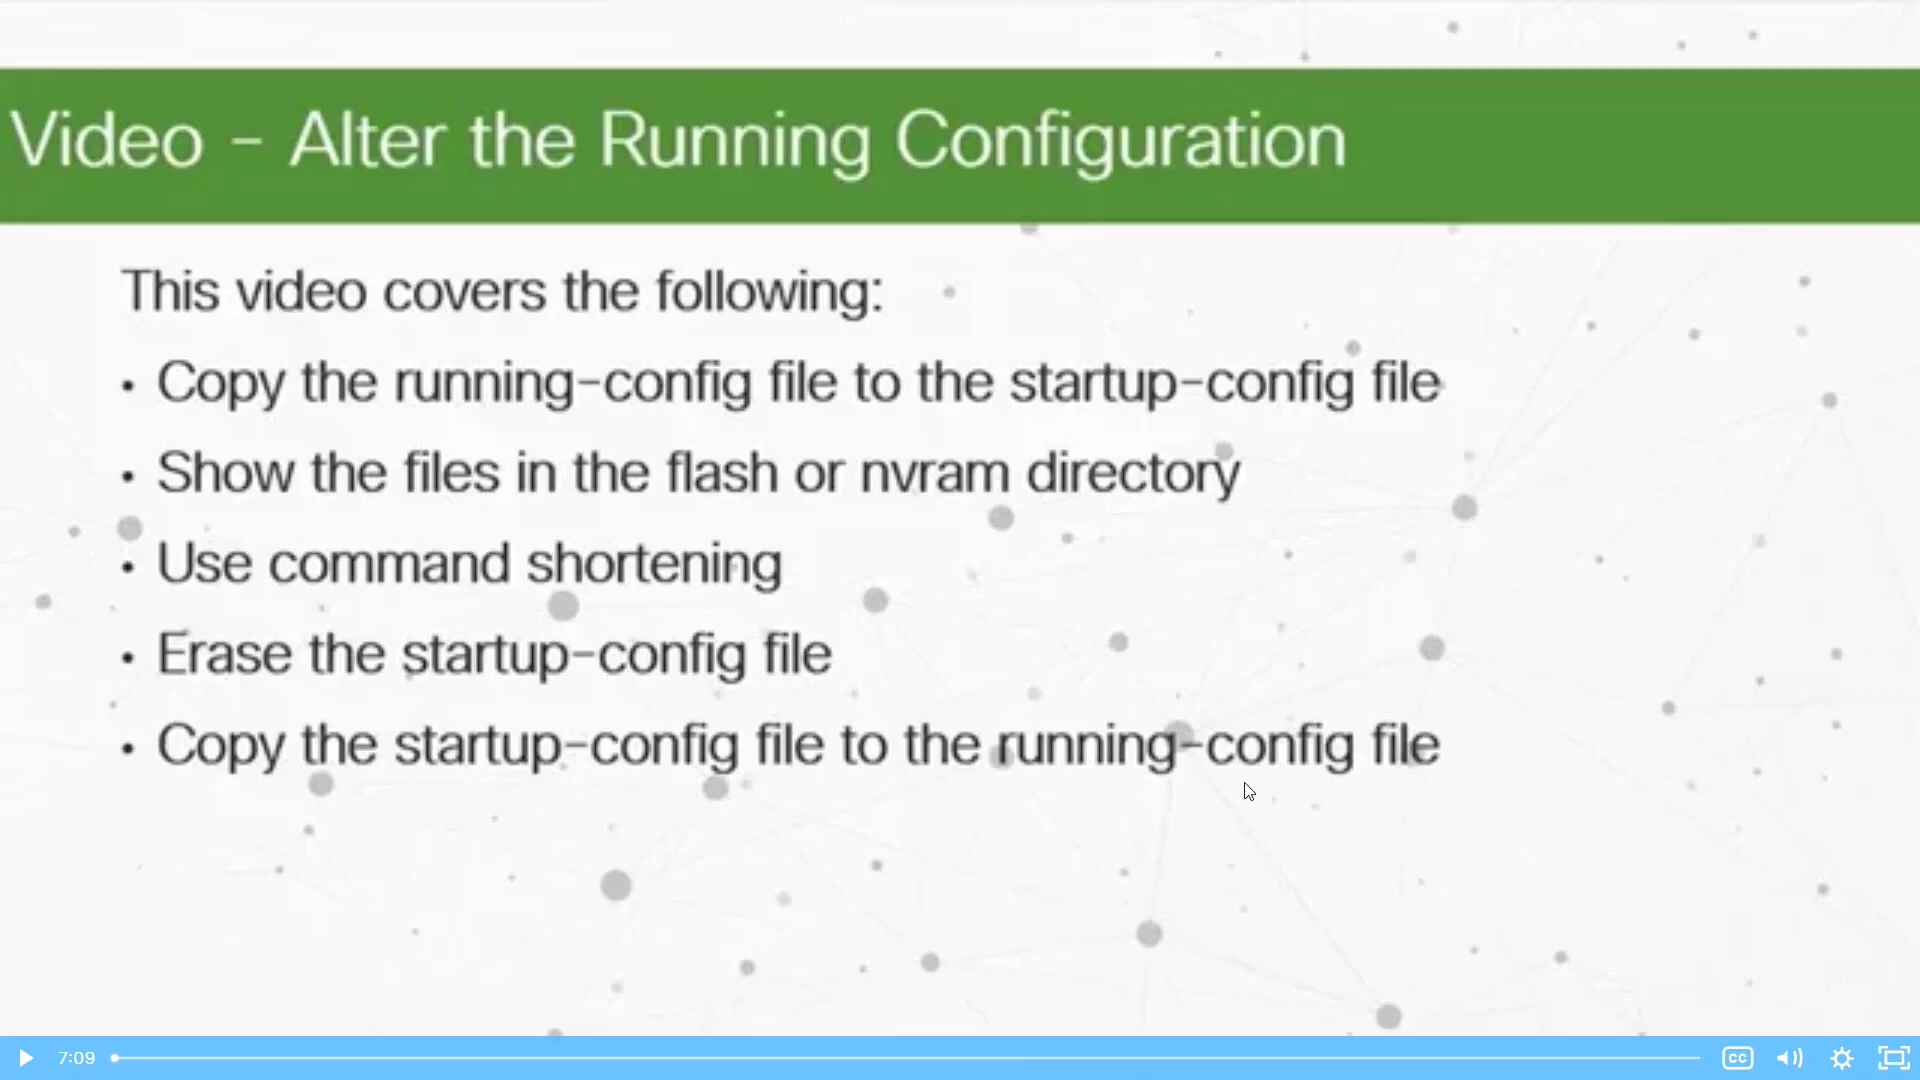 Video - Alter the Running Configuration
This video covers the following:
• Copy the running-config file to the startup-config file
• Show the files in the flash or nvram directory
• Use command shortening
• Erase the startup-config file
• Copy the startup-config file to the running-config file
7:09
CC